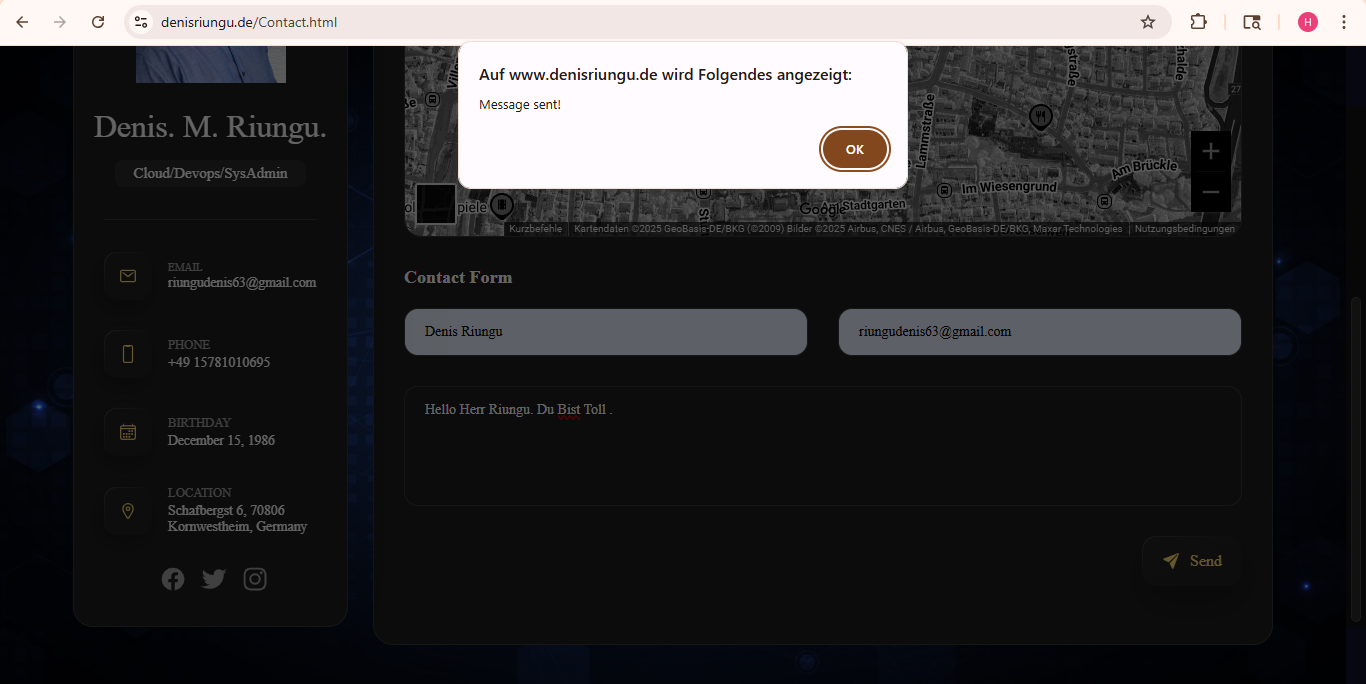 denisriungu.de/Contact.html
H
Auf www.denisriungu.de wird Folgendes angezeigt:
Message sent!
OK
Denis. M. Riungu.
Cloud/Devops/SysAdmin
EMAIL
riungudenis63@gmail.com
PHONE
+49 15781010695
BIRTHDAY
December 15, 1986
LOCATION
Schafbergst 6, 70806
Kornwestheim, Germany
Lammstraße
Am Brückle
Im Wiesengrund
Stadtgarten
27
+
−
Google
Kurzbefehle
Kartendaten ©2025 GeoBasis-DE/BKG (©2009) Bilder ©2025 Airbus, CNES / Airbus, GeoBasis-DE/BKG, Maxar Technologies
Nutzungsbedingungen
Contact Form
Denis Riungu
riungudenis63@gmail.com
Hello Herr Riungu. Du Bist Toll .
Send